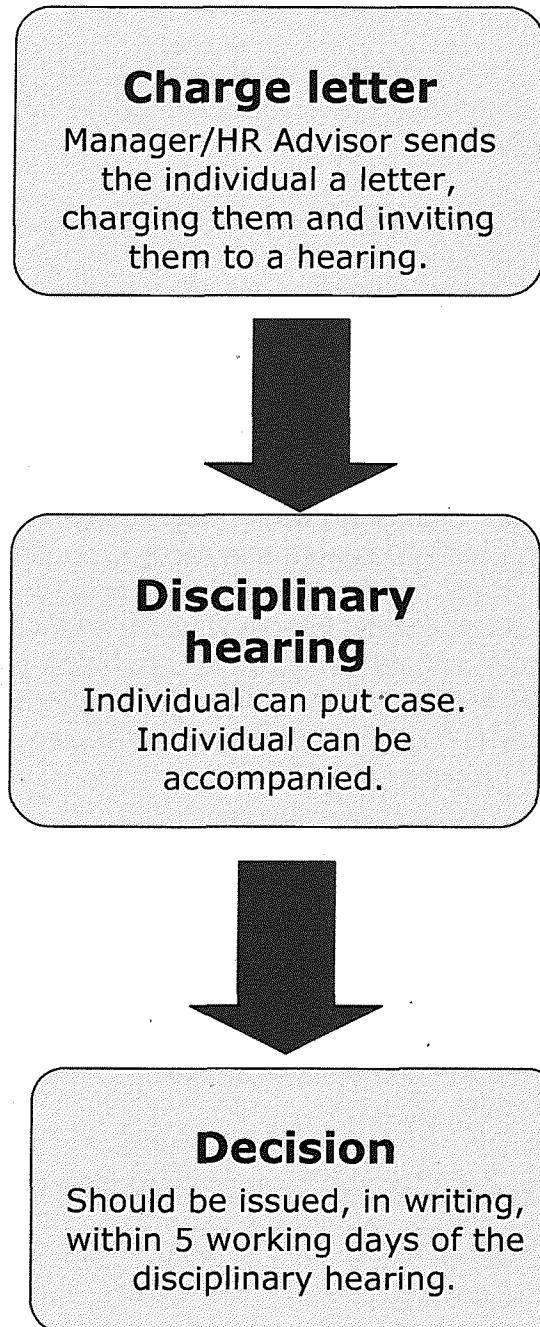 Charge letter
Manager/HR Advisor sends
the individual a letter,
charging them and inviting
them to a hearing.
Disciplinary
hearing
Individual can put case.
Individual can be
accompanied.
Decision
Should be issued, in writing,
within 5 working days of the
disciplinary hearing.